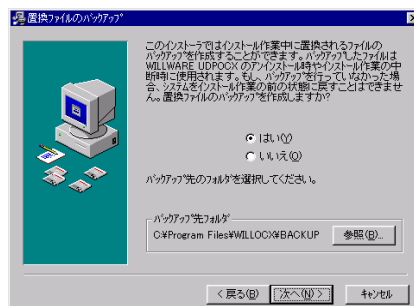 置換ファイルのバックアップ
このインストーラではインストール作業中に置換されるファイルの
バックアップを作成することができます。バックアップしたファイルは
WILLWARE UDPOCXのアンインストール時やインストール作業の中
断時に使用されます。もし、バックアップを行っていなかった場
合、システムをインストール作業の前の状態に戻すことはできませ
ん。置換ファイルのバックアップを作成しますか?
はい(Y)
いいえ(O)
バックアップ先のフォルダを選択してください。
バックアップ先フォルダ
C:¥Program Files¥WILLOCX¥BACKUP
参照(B)...
< 戻る(B)
次へ(N) >
キャンセル